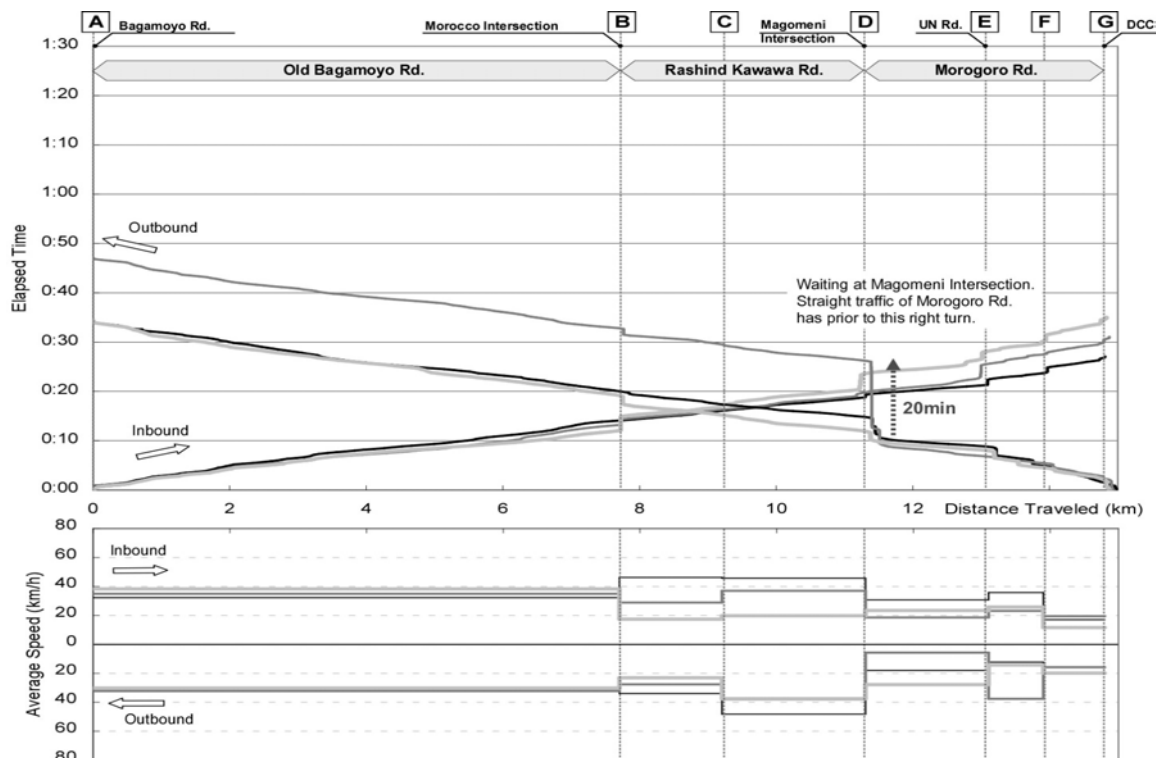 A B C D E F G
Bagamoyo Rd. Morocco Intersection Magomeni Intersection UN Rd. DCC
Old Bagamoyo Rd. Rashind Kawawa Rd. Morogoro Rd.
Elapsed Time
1:30
1:20
1:10
1:00
0:50
0:40
0:30
0:20
0:10
0:00
Outbound
Inbound
Waiting at Magomeni Intersection.
Straight traffic of Morogoro Rd.
has prior to this right turn.
20min
0 2 4 6 8 10 12 Distance Traveled (km)
Average Speed (km/h)
80
60
40
20
0
20
40
60
80
Inbound
Outbound